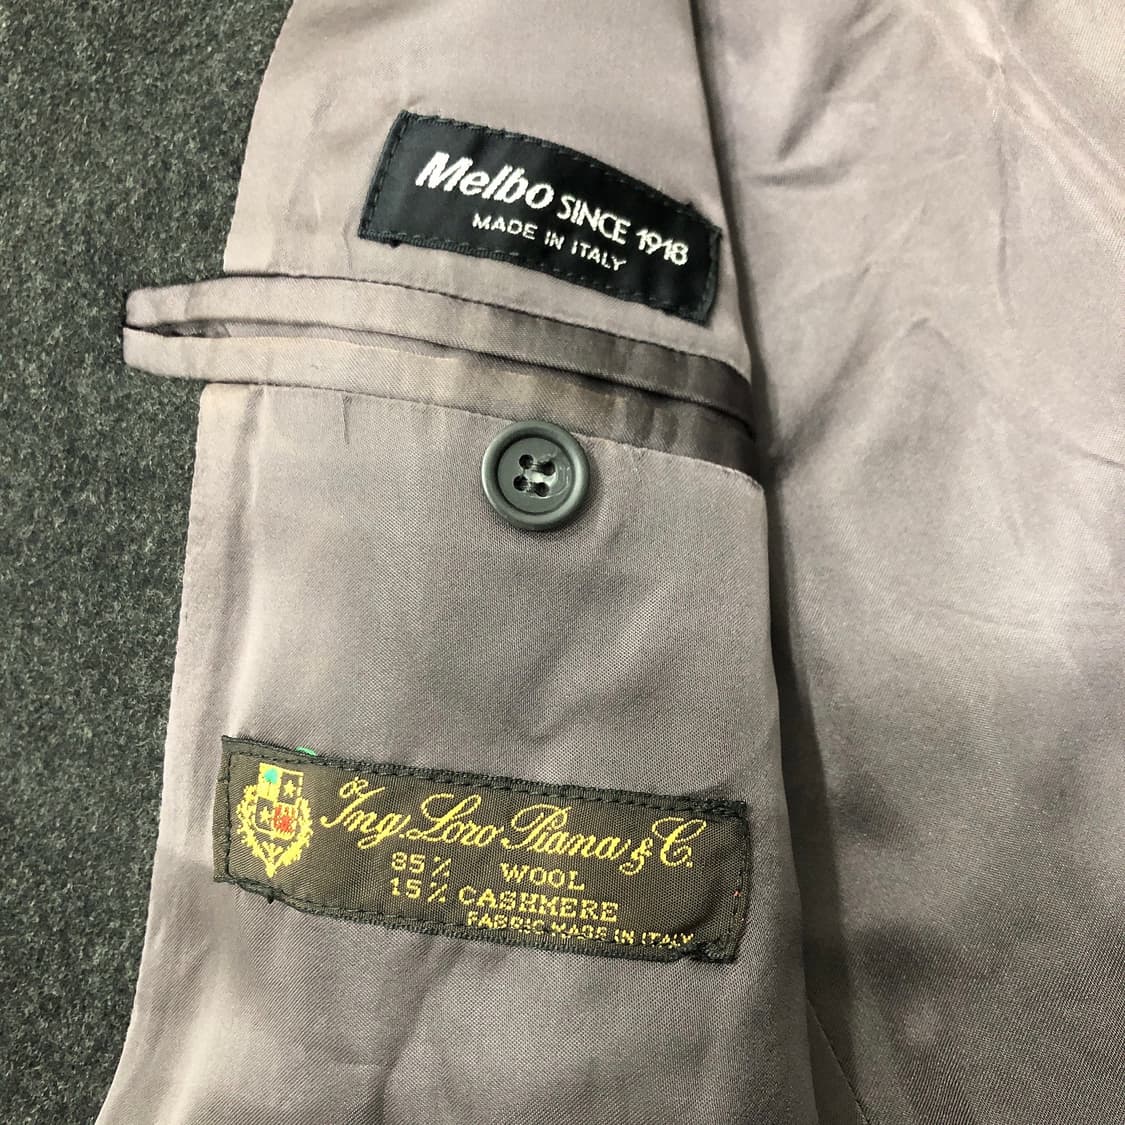 Melbo SINCE 1918
MADE IN ITALY
Ing Loro Piana & C.
85% WOOL
15% CASHMERE
FABRIC MADE IN ITALY